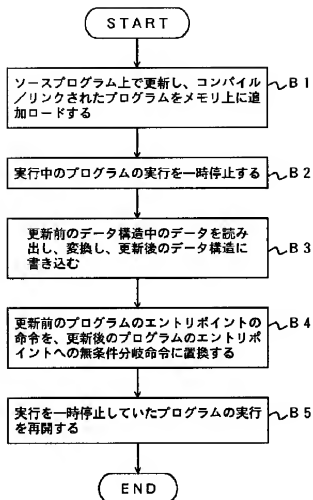 START
ソースプログラム上で更新し、コンパイル
／リンクされたプログラムをメモリ上に追
加ロードする
B1
実行中のプログラムの実行を一時停止する
B2
更新前のデータ構造中のデータを読み
出し、変換し、更新後のデータ構造に
書き込む
B3
更新前のプログラムのエントリポイントの
命令を、更新後のプログラムのエントリポ
イントへの無条件分岐命令に置換する
B4
実行を一時停止していたプログラムの実行
を再開する
B5
END